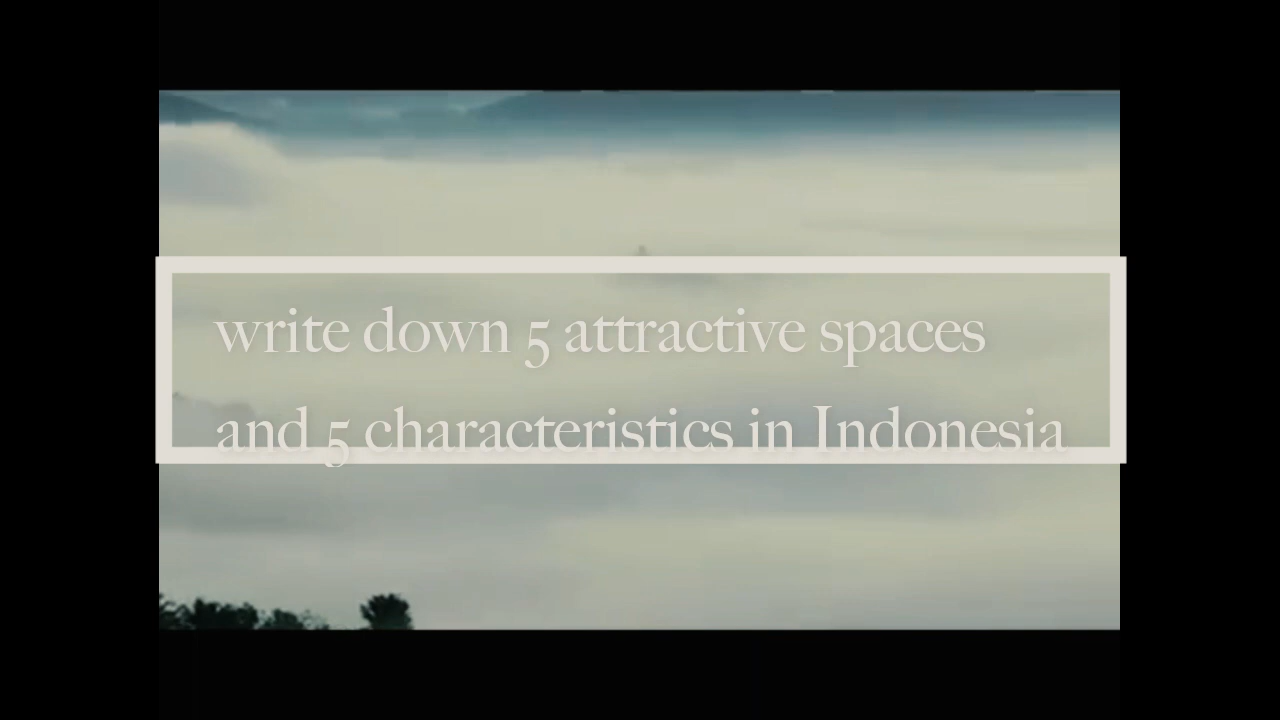 write down 5 attractive spaces
and 5 characteristics in Indonesia